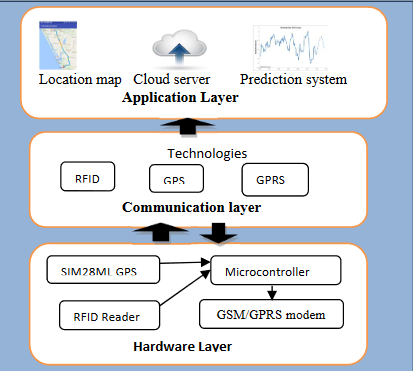 Location map Cloud server Prediction system
Application Layer
Technologies
RFID GPS GPRS
Communication layer
SIM28ML GPS Microcontroller
RFID Reader GSM/GPRS modem
Hardware Layer